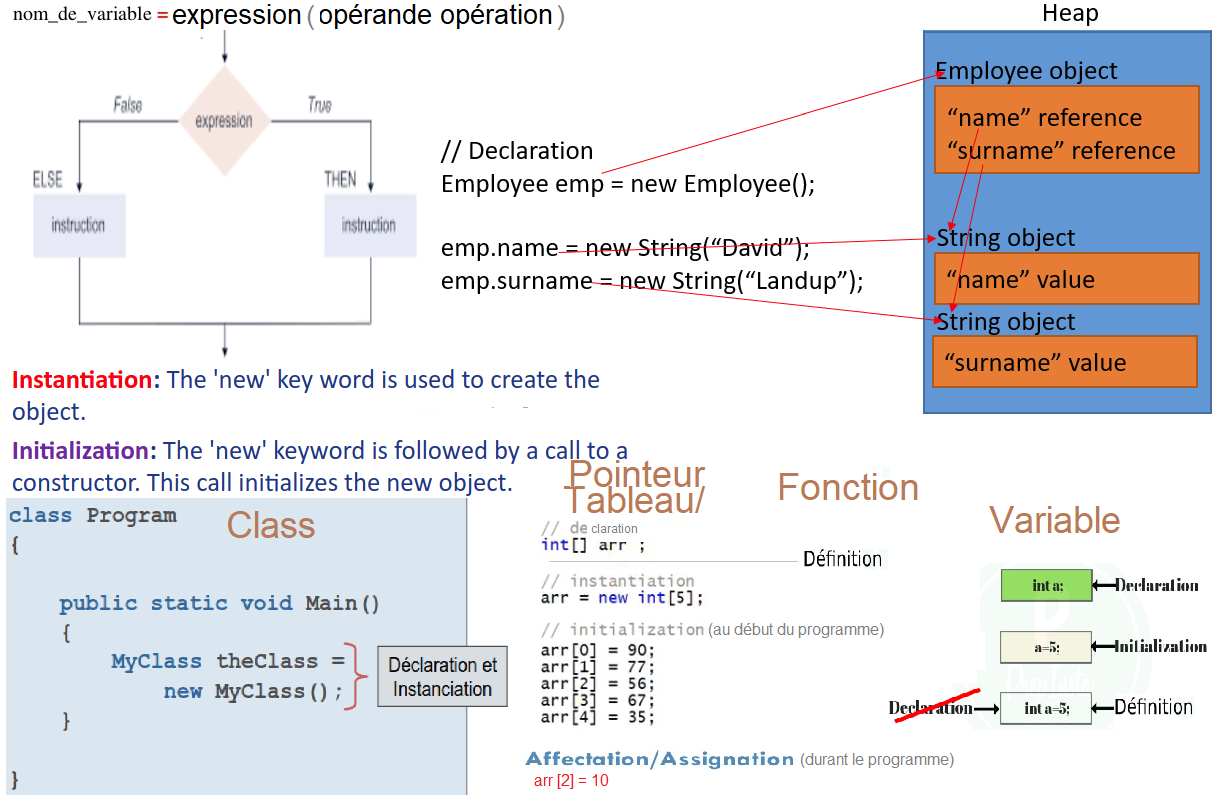 nom_de_variable = expression ( opérande opération )
False
True
expression
ELSE
THEN
instruction
instruction
// Declaration
Employee emp = new Employee();
emp.name = new String(“David”);
emp.surname = new String(“Landup”);
Heap
Employee object
“name” reference
“surname” reference
String object
“name” value
String object
“surname” value
Instantiation: The 'new' key word is used to create the
object.
Initialization: The 'new' keyword is followed by a call to a
constructor. This call initializes the new object.
Class
class Program
{
public static void Main()
{
MyClass theClass =
new MyClass();
}
}
Déclaration et
Instanciation
Pointeur
Tableau/
// de claration
int[] arr ;
Définition
// instantiation
arr = new int[5];
// initialization (au début du programme)
arr[0] = 90;
arr[1] = 77;
arr[2] = 56;
arr[3] = 67;
arr[4] = 35;
Affectation/Assignation (durant le programme)
arr [2] = 10
Fonction
Variable
int a;
Declaration
a=5;
Initialization
Declaration
int a=5;
Définition